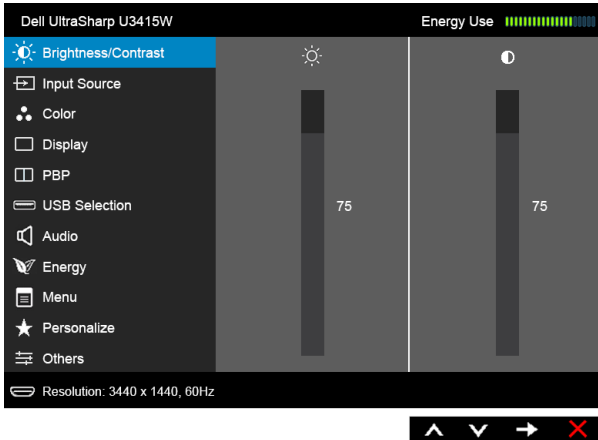 Dell UltraSharp U3415W
Energy Use
Brightness/Contrast
Input Source
Color
Display
PBP
USB Selection
75
75
Audio
Energy
Menu
Personalize
Others
Resolution: 3440 x 1440, 60Hz